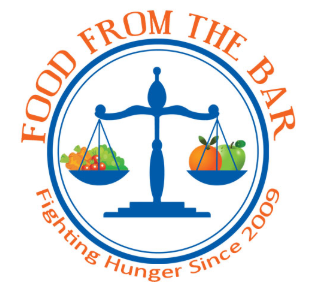 FOOD FROM THE BAR
Fighting Hunger Since 2009